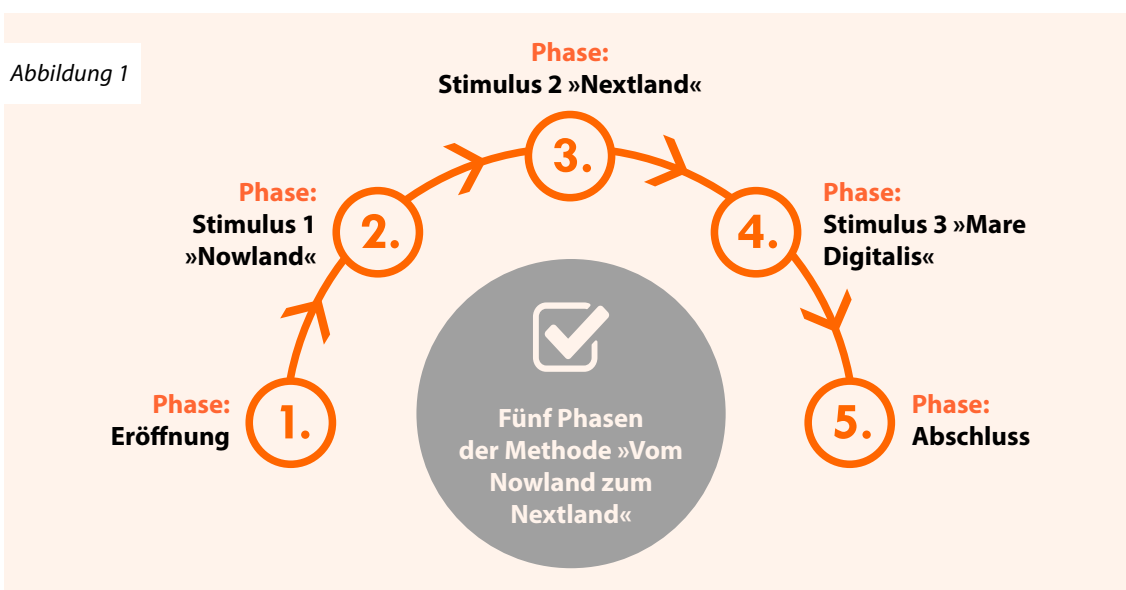 Abbildung 1
Phase:
Stimulus 2 »Nextland«
3.
Phase:
Stimulus 1
»Nowland«
2.
4.
Phase:
Stimulus 3 »Mare
Digitalis«
Phase:
Eröffnung
1.
Fünf Phasen
der Methode »Vom
Nowland zum
Nextland«
5.
Phase:
Abschluss